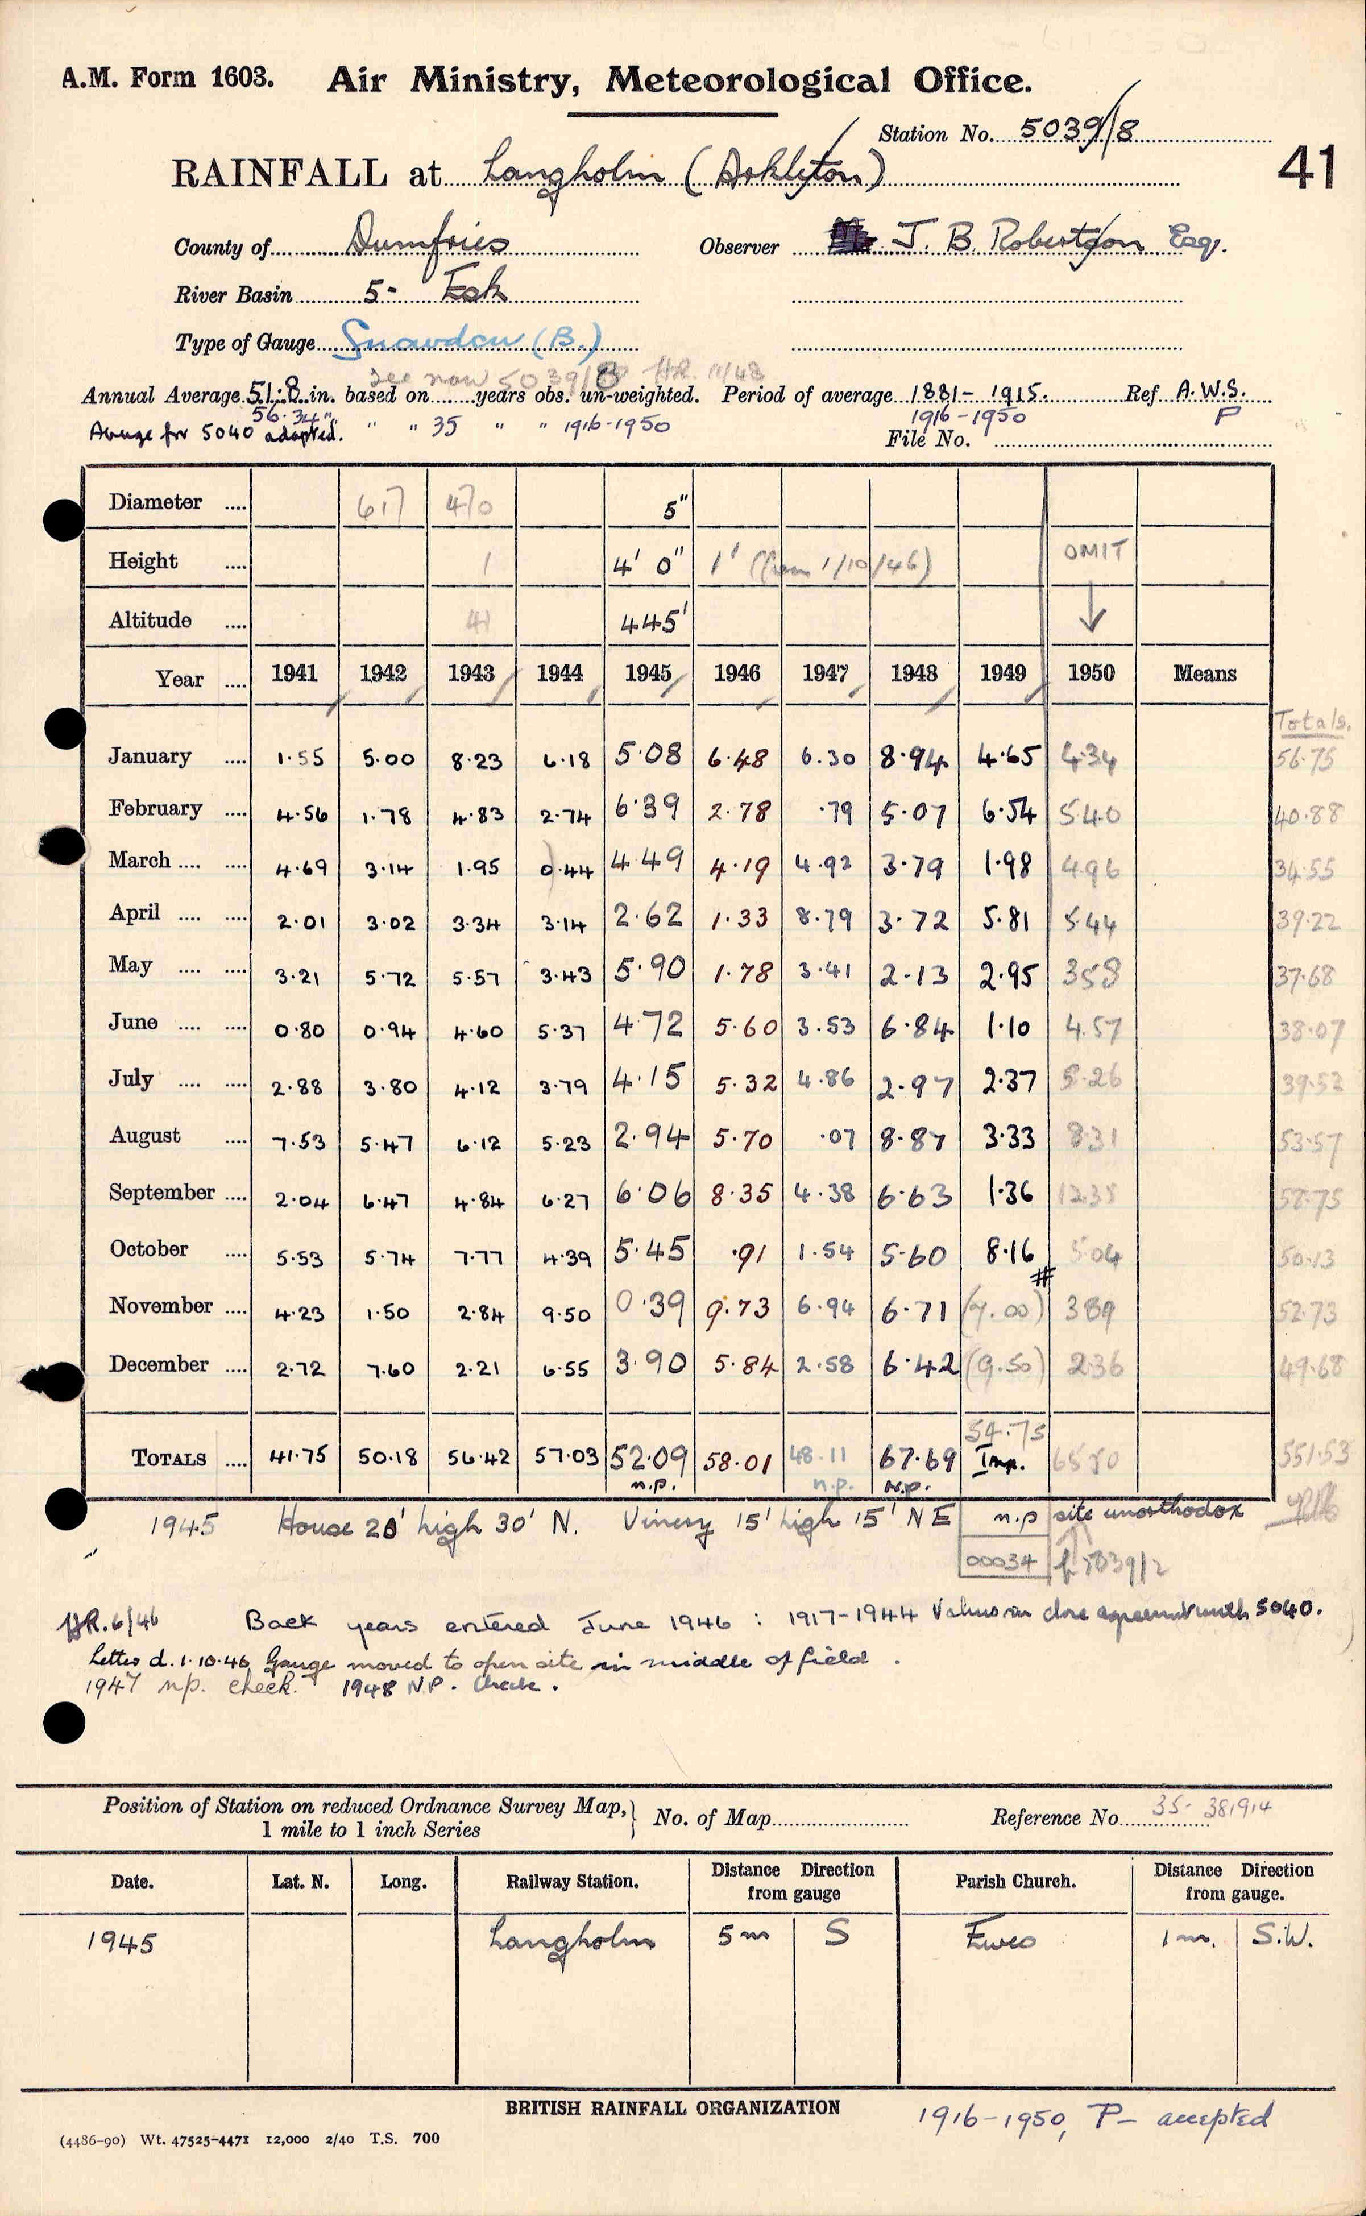 A.M. Form 1603. Air Ministry, Meteorological Office.
Station No. 5039/8
41
RAINFALL at Langholm (Arkleton)
County of Dumfries Observer J. B. Robertson Esq.
River Basin 5- Esk
Type of Gauge Snowdon (B.)
see now 5039/8 HR. 11/48
Annual Average 51.8 in. based on years obs. un-weighted. Period of average 1881-1915. Ref A.W.S.
56.34" 1916-1950 P
Average for 5040 adopted. " " 35 " " 1916-1950 File No.
Diameter .... 617 470 5"
Height .... 1 4' 0" 1' (from 1/10/46) OMIT
Altitude .... 41 445'
Year .... 1941 1942 1943 1944 1945 1946 1947 1948 1949 1950 Means
Totals.
January .... 1.55 5.00 8.23 6.18 5.08 6.48 6.30 8.94 4.65 4.34 56.75
February .... 4.56 1.78 4.83 2.74 6.39 2.78 .79 5.07 6.54 5.40 40.88
March .... .... 4.69 3.14 1.95 0.44 4.49 4.19 4.92 3.79 1.98 4.96 34.55
April .... .... 2.01 3.02 3.34 3.14 2.62 1.33 8.79 3.72 5.81 5.44 39.22
May .... .... 3.21 5.72 5.57 3.43 5.90 1.78 3.41 2.13 2.95 3.58 37.68
June .... .... 0.80 0.94 4.60 5.37 4.72 5.60 3.53 6.84 1.10 4.57 38.07
July .... .... 2.88 3.80 4.12 3.79 4.15 5.32 4.86 2.97 2.37 5.26 39.52
August .... 7.53 5.47 6.12 5.23 2.94 5.70 .07 8.87 3.33 8.31 53.57
September .... 2.04 6.47 4.84 6.27 6.06 8.35 4.38 6.63 1.36 12.35 58.75
October .... 5.53 5.74 7.77 4.39 5.45 .91 1.54 5.60 8.16 5.04 50.13
#
November .... 4.23 1.50 2.84 9.50 0.39 9.73 6.94 6.71 (7.00) 3.89 52.73
December .... 2.72 7.60 2.21 6.55 3.90 5.84 2.58 6.42 (9.50) 2.36 49.68
54.75
TOTALS .... 41.75 50.18 56.42 57.03 52.09 58.01 48.11 67.69 Imp. 65.50 551.53
n.p. n.p. N.P.
1945 House 20' high 30' N. Vinery 15' high 15' NE n.p site unorthodox
00034 f 5039/2
HR. 6/46 Back years entered June 1946 : 1917-1944 Values in close agreement with 5040.
Letter d. 1.10.46 Gauge moved to open site in middle of field .
1947 n.p. check. 1948 N.P. Check .
Position of Station on reduced Ordnance Survey Map,} No. of Map Reference No. 35- 381914
1 mile to 1 inch Series
Date. Lat. N. Long. Railway Station. Distance Direction from gauge Parish Church. Distance Direction from gauge.
1945 Langholm 5 m S Ewes 1 m. S.W.
BRITISH RAINFALL ORGANIZATION
1916-1950, P- accepted
(4486-90) Wt. 47525-4471 12,000 2/40 T.S. 700